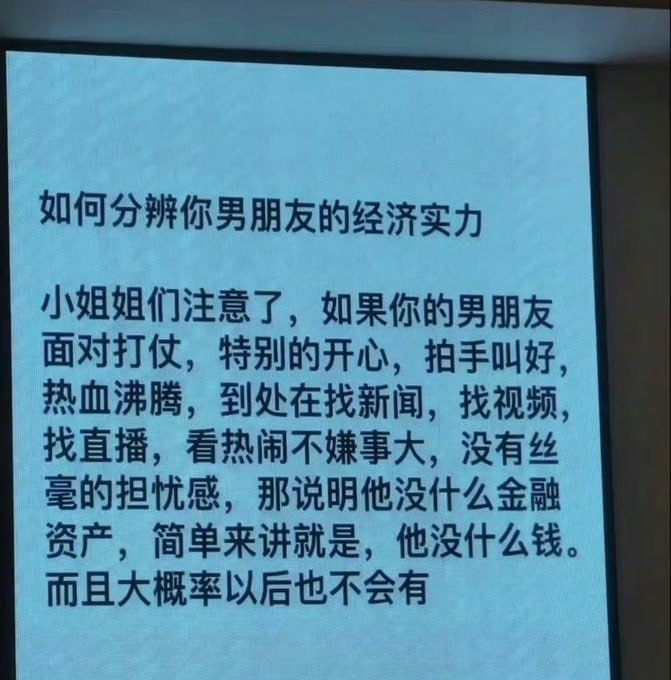 如何分辨你男朋友的经济实力
小姐姐们注意了，如果你的男朋友
面对打仗，特别的开心，拍手叫好，
热血沸腾，到处在找新闻，找视频，
找直播，看热闹不嫌事大，没有丝
毫的担忧感，那说明他没什么金融
资产，简单来讲就是，他没什么钱。
而且大概率以后也不会有